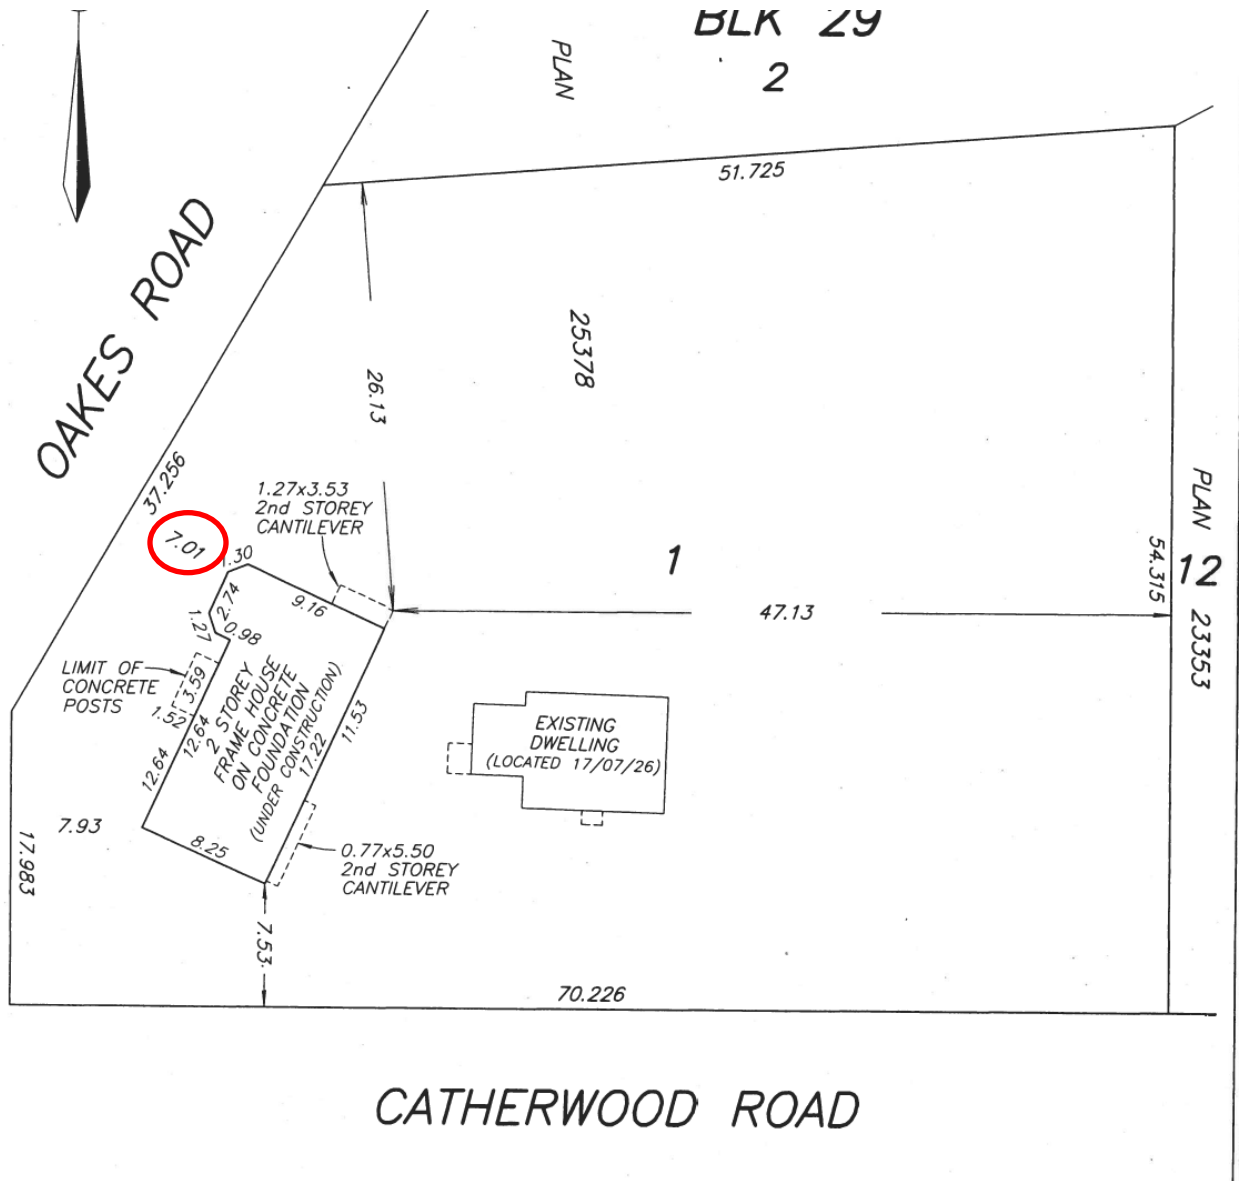 BLK 29
2
PLAN
51.725
OAKES ROAD
26.13
25378
37.256
7.01
1.30
1.27x3.53
2nd STOREY
CANTILEVER
9.16
2.74
1.27
0.98
1
47.13
54.315
PLAN
12
23353
LIMIT OF
CONCRETE
POSTS
3.59
1.52
12.64
12.64
2 STOREY
FRAME HOUSE
ON CONCRETE
FOUNDATION
(UNDER CONSTRUCTION)
17.22
11.53
EXISTING
DWELLING
(LOCATED 17/07/26)
7.93
8.25
17.983
0.77x5.50
2nd STOREY
CANTILEVER
7.53
70.226
CATHERWOOD ROAD